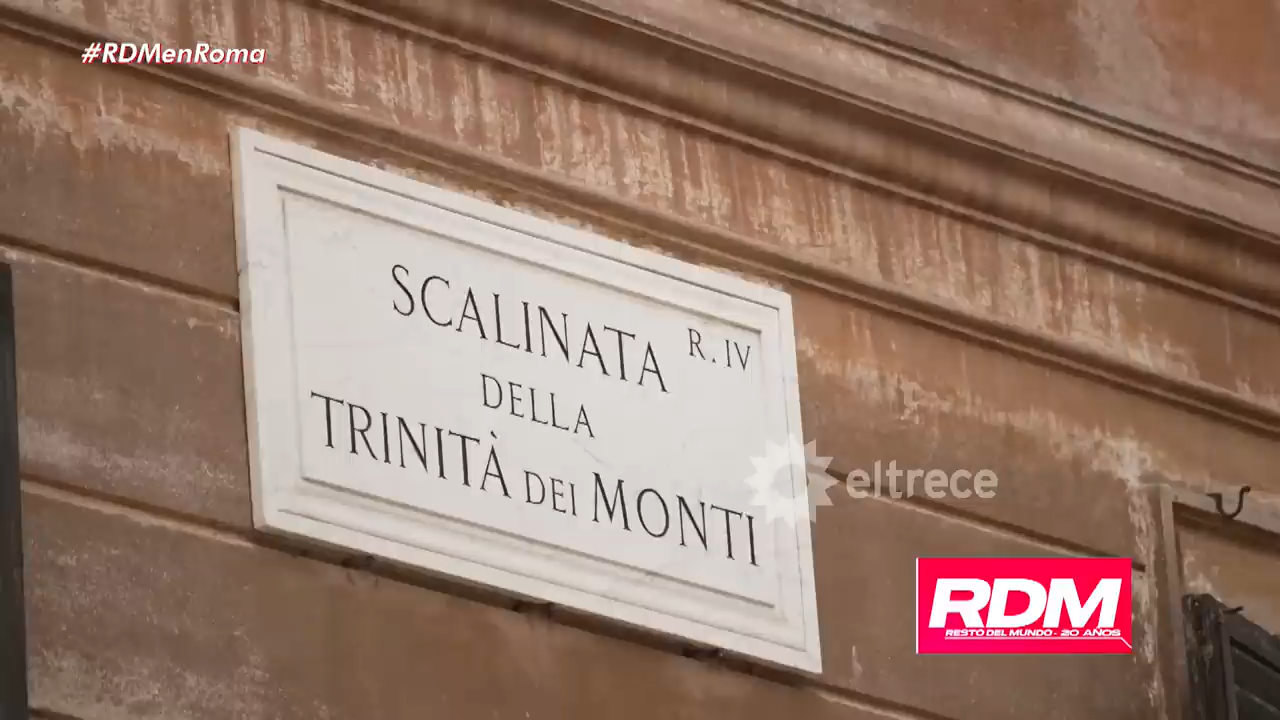 #RDMenRoma
SCALINATA R. IV
DELLA
TRINITÀ DEI MONTI
eltrece
RDM
RESTO DEL MUNDO - 20 AÑOS